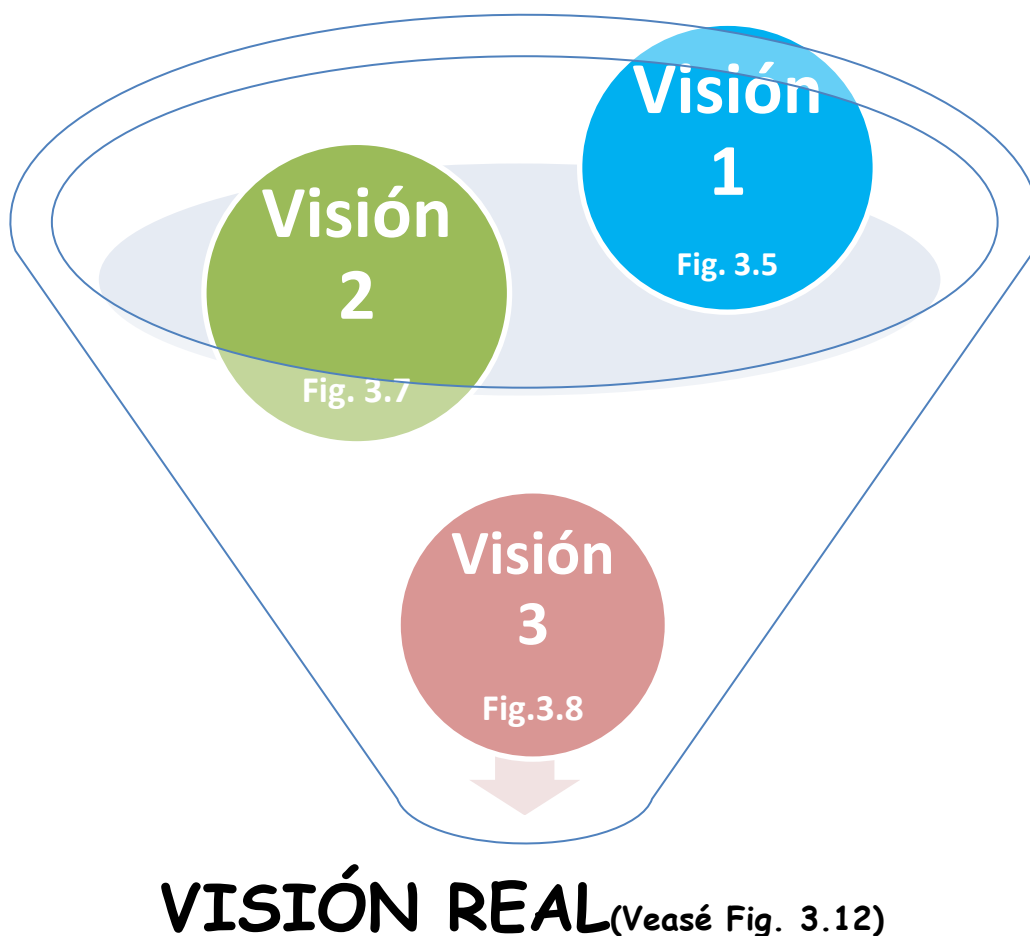 Visión
1
Fig. 3.5
Visión
2
Fig. 3.7
Visión
3
Fig.3.8
VISIÓN REAL(Veasé Fig. 3.12)